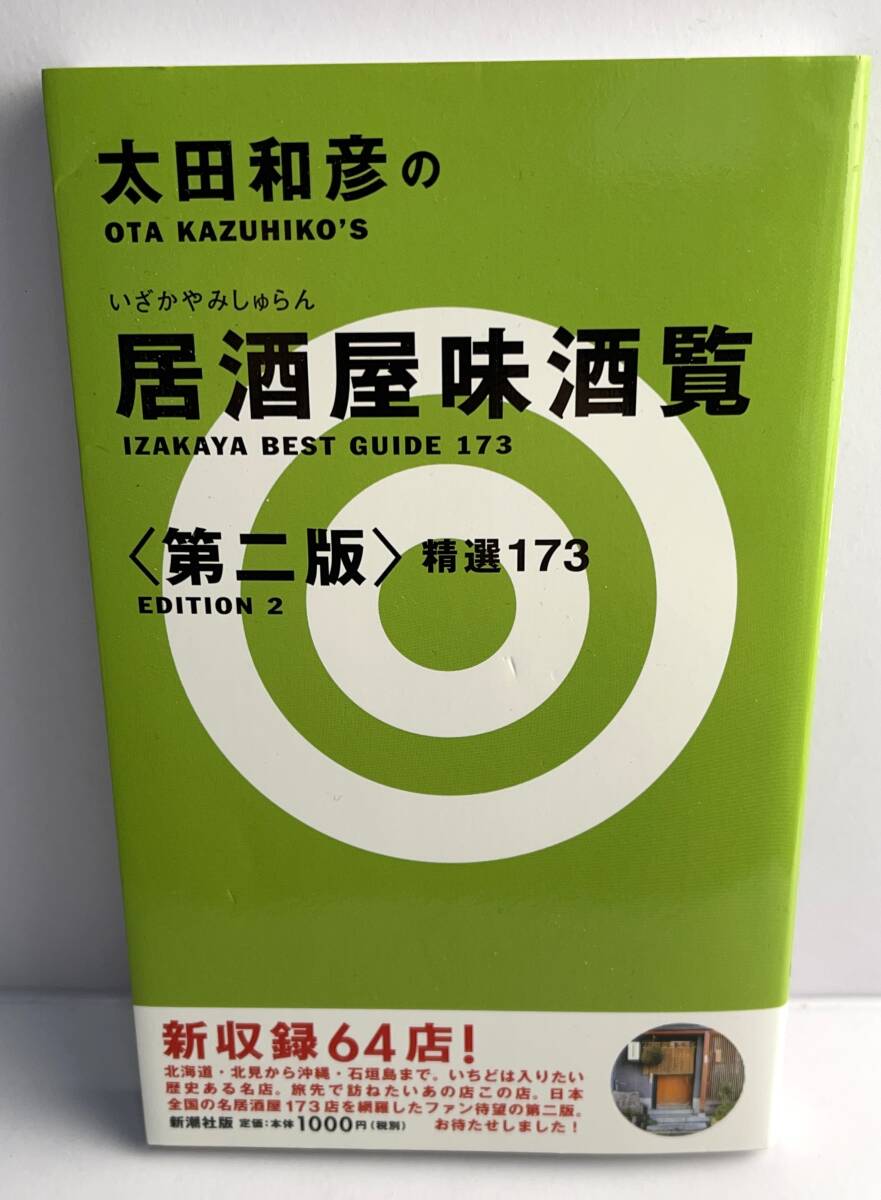 太田和彦の
OTA KAZUHIKO'S
いざかやみしゅらん
居酒屋味酒覧
IZAKAYA BEST GUIDE 173
〈第二版〉精選173
EDITION 2
新収録64店!
北海道・北見から沖縄・石垣島まで。いちどは入りたい
歴史ある名店。旅先で訪ねたいあの店この店。日本
全国の名居酒屋173店を網羅したファン待望の第二版。
新潮社版 定価:本体1000円(税別) お待たせしました!